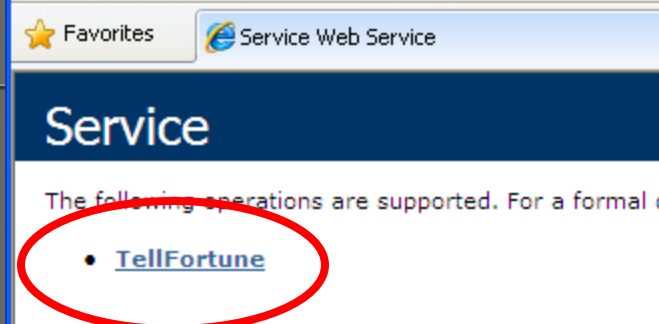 Favorites
Service Web Service
Service
The following operations are supported. For a formal
TellFortune